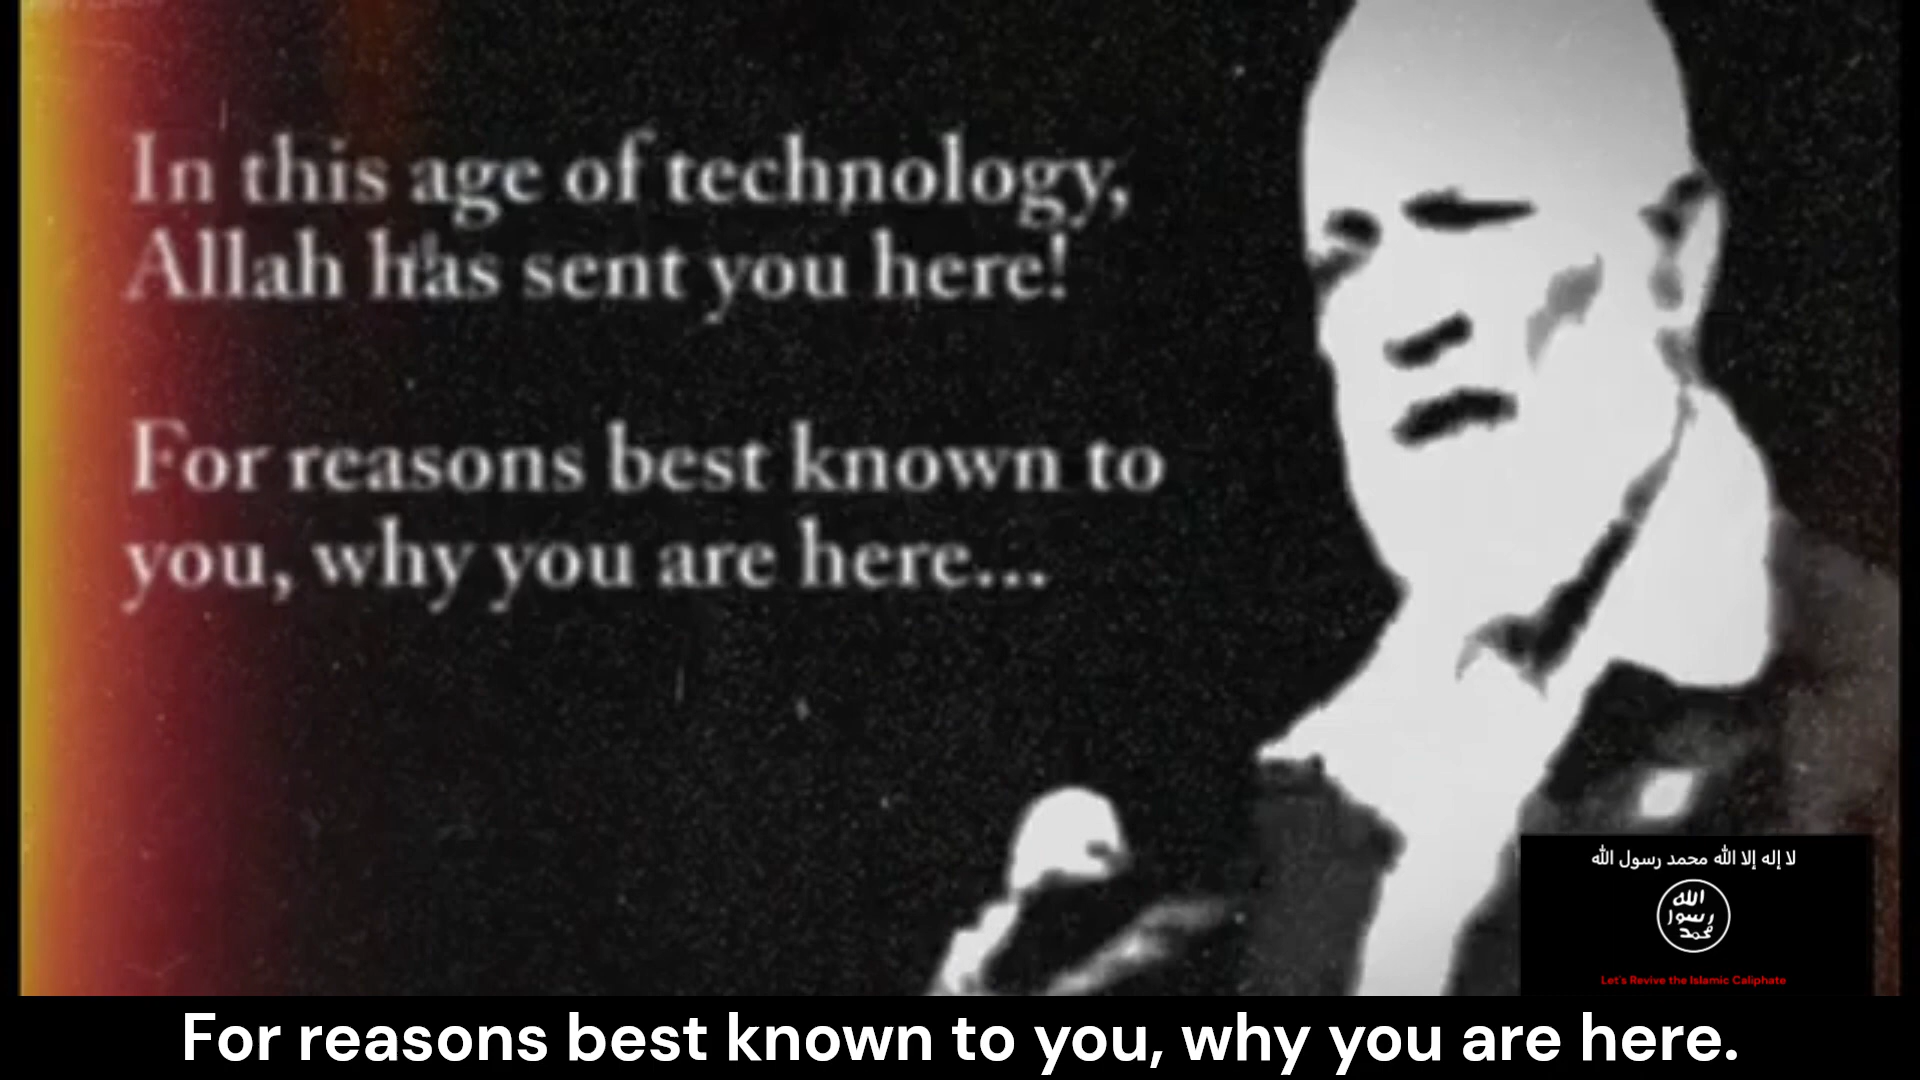 In this age of technology,
Allah has sent you here!
For reasons best known to
you, why you are here...
لا إله إلا الله محمد رسول الله
الله
رسول
محمد
Let's Revive the Islamic Caliphate
For reasons best known to you, why you are here.